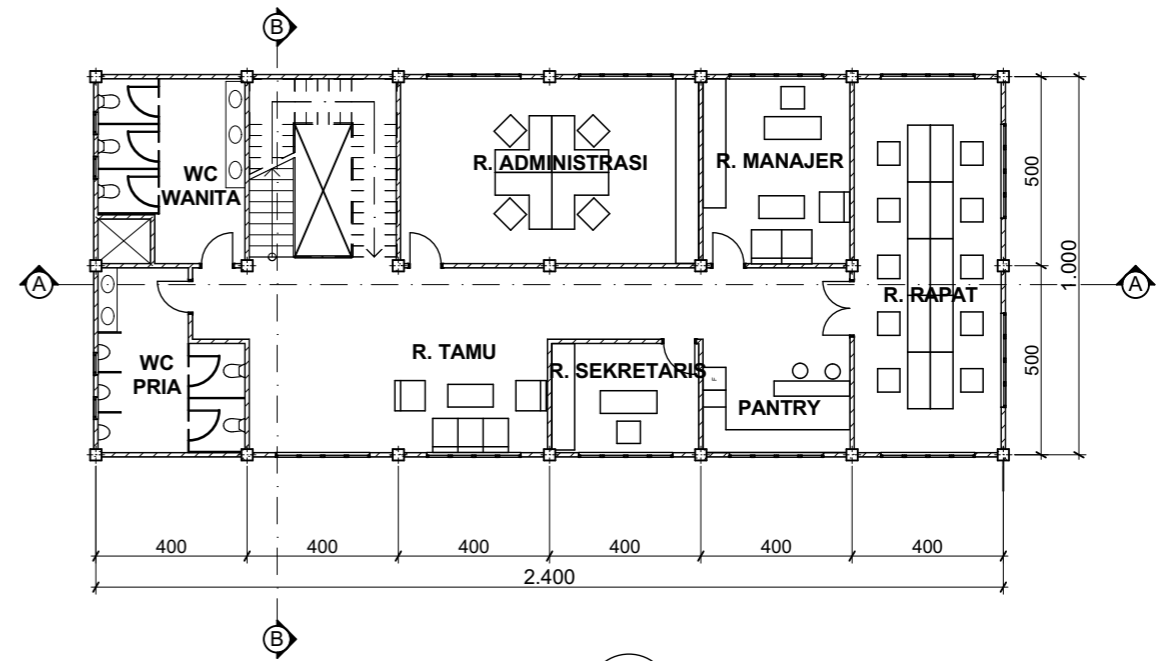 B
R. ADMINISTRASI
R. MANAJER
WC
WANITA
500
1.000
A
A
R. RAPAT
R. TAMU
WC
PRIA
R. SEKRETARIS
F
PANTRY
500
400
400
400
400
400
400
2.400
B